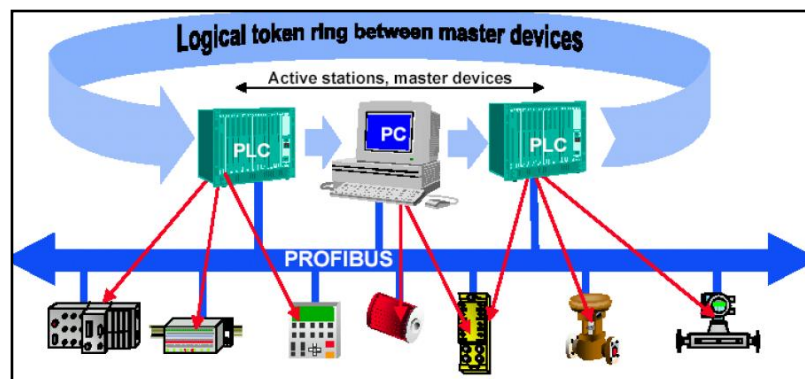 Logical token ring between master devices
Active stations, master devices
PLC
PC
PLC
PROFIBUS